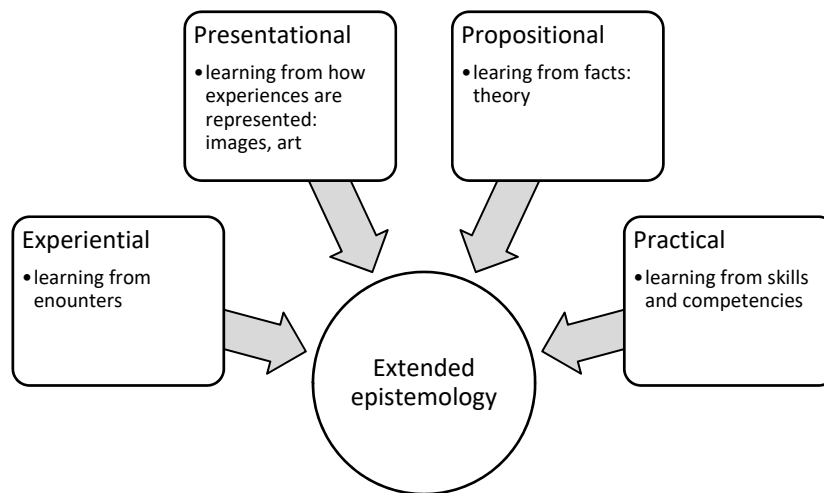 Presentational
•learning from how
experiences are
represented:
images, art
Propositional
•learing from facts:
theory
Experiential
•learning from
enounters
Practical
•learning from skills
and competencies
Extended
epistemology